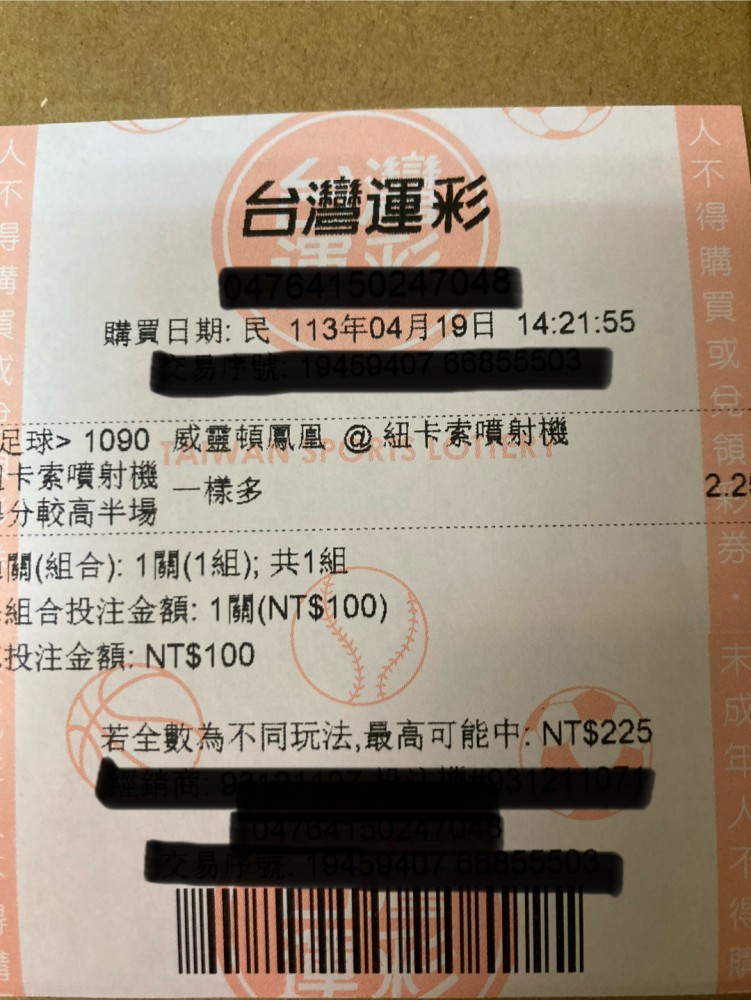 台灣運彩
購買日期: 民 113年04月19日 14:21:55
TAIWAN SPORTS LOTTERY
足球> 1090 威靈頓鳳凰 @ 紐卡索噴射機
卡索噴射機
一樣多
分較高半場
關(組合): 1關(1組); 共1組
組合投注金額: 1關(NT$100)
投注金額: NT$100
若全數為不同玩法,最高可能中: NT$225
人不得購買或兌領彩券・未成年人不得購